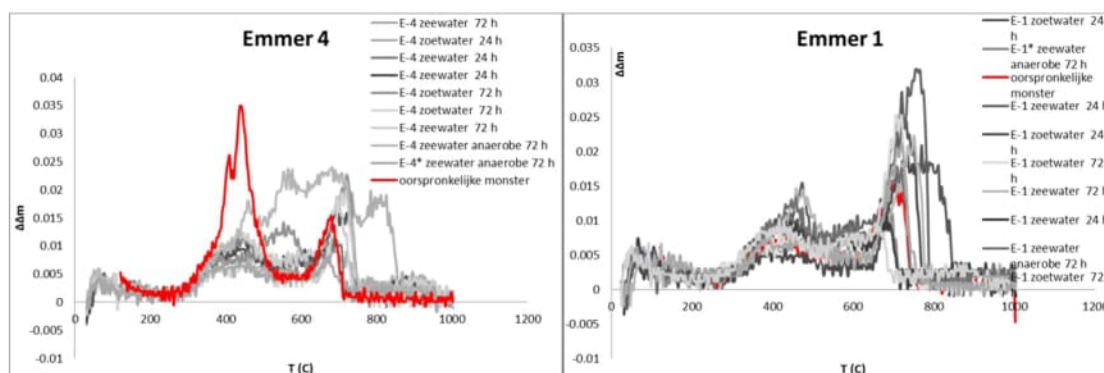 Emmer 4
E-4 zeewater 72 h
E-4 zoetwater 24 h
E-4 zeewater 24 h
E-4 zeewater 24 h
E-4 zoetwater 72 h
E-4 zeewater 72 h
E-4 zeewater anaerobe 72 h
E-4* zeewater anaerobe 72 h
oorspronkelijke monster
ΔΔm
0.04
0.035
0.03
0.025
0.02
0.015
0.01
0.005
0
-0.005
-0.01
0 200 400 600 800 1000 1200
T (C)
Emmer 1
E-1 zoetwater 24
h
E-1* zeewater
anaerobe 72 h
oorspronkelijke
monster
E-1 zeewater 24 h
E-1 zoetwater 24
h
E-1 zoetwater 72
h
E-1 zeewater 72 h
E-1 zeewater 24 h
E-1 zeewater
anaerobe 72 h
E-1 zoetwater 72
ΔΔm
0.035
0.03
0.025
0.02
0.015
0.01
0.005
0
-0.005
-0.01
0 200 400 600 800 1000 1200
T (C)